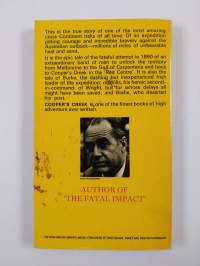 This is the true story of one of the most amazing
cross-Continent treks of all time. Of an expedition
pitting courage and incredible bravery against the
Australian outback—millions of miles of unbearable
heat and sand.
It is the epic tale of the fateful attempt in 1860 of an
extraordinary band of men to unlock the territory
from Melbourne to the Gulf of Carpentaria and back
to Cooper's Creek in the 'Red Centre'. It is also the
tale of Burke, the dashing but inexperienced Irish
leader of the expedition; of Wills, his heroic second-
in-command; of Wright, but for whose delays all
might have been saved; and Brahe, who deserted
his post.
COOPER'S CREEK is one of the finest books of high
adventure ever written.
AUTHOR OF
'THE FATAL IMPACT'